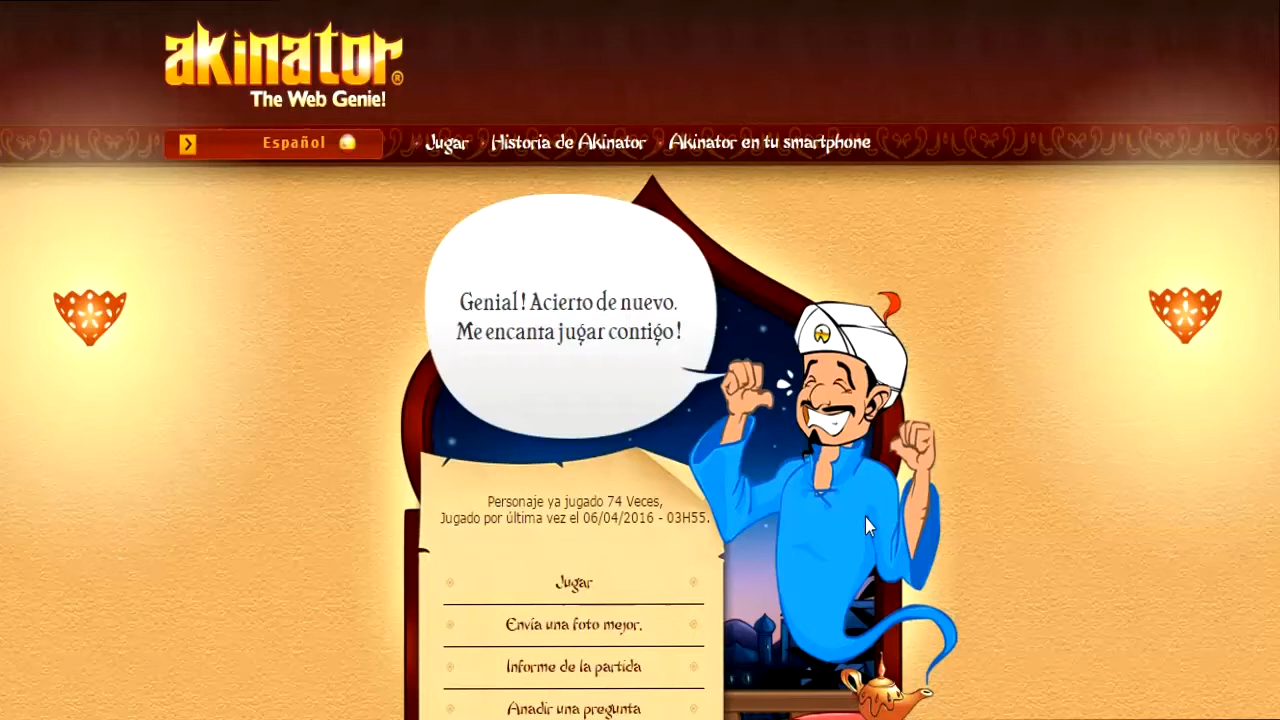 akinator®
The Web Genie!
Español
Jugar
Historia de Akinator
Akinator en tu smartphone
Genial! Acierto de nuevo.
Me encanta jugar contigo!
Personaje ya jugado 74 Veces,
Jugado por última vez el 06/04/2016 - 03H55.
Jugar
Envía una foto mejor.
Informe de la partida
Anadir una pregunta